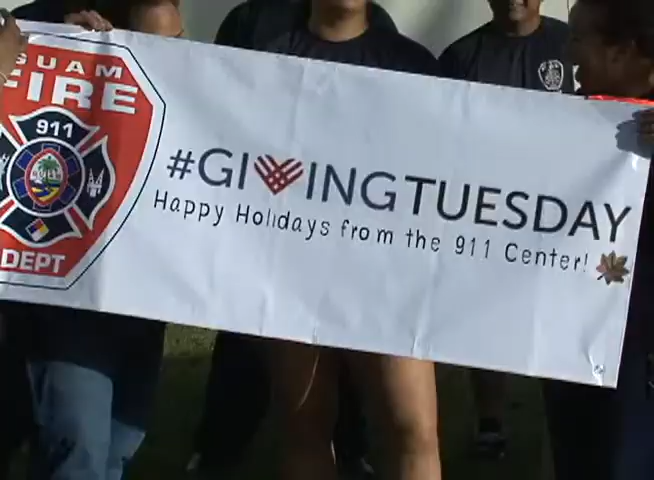 GUAM
FIRE
911
DEPT
#GIVINGTUESDAY
Happy Holidays from the 911 Center!